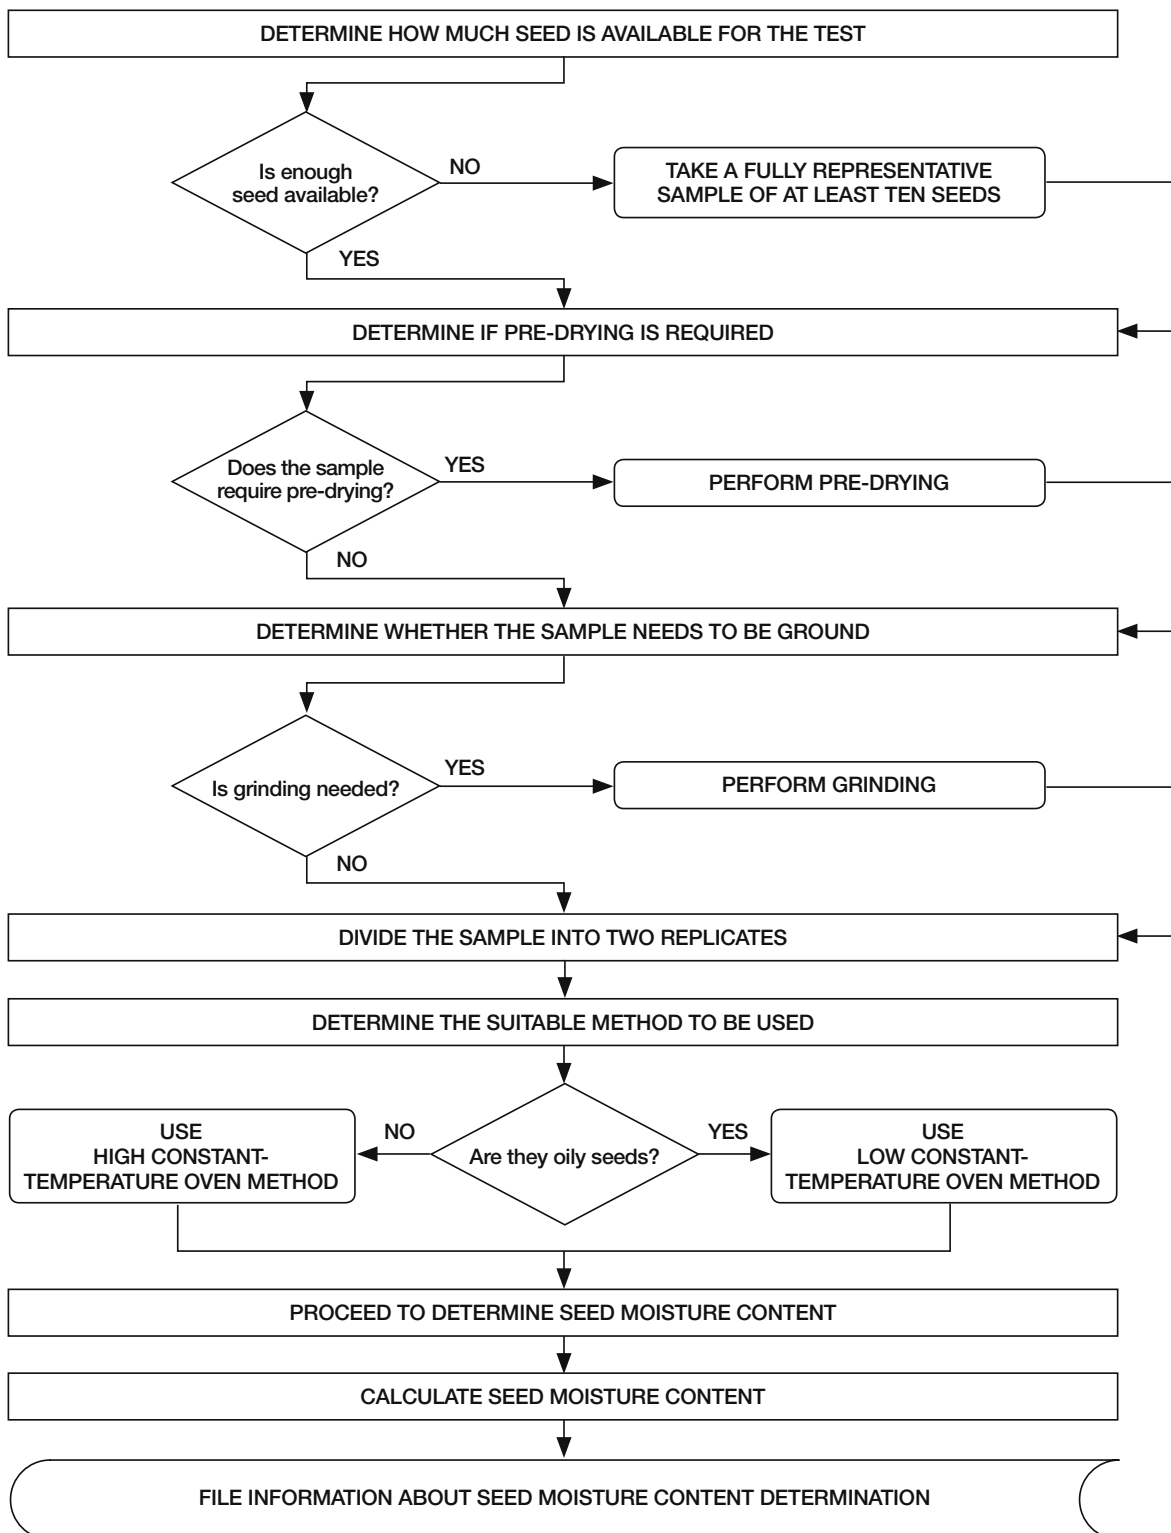 DETERMINE HOW MUCH SEED IS AVAILABLE FOR THE TEST
Is enough
seed available?
NO
TAKE A FULLY REPRESENTATIVE
SAMPLE OF AT LEAST TEN SEEDS
YES
DETERMINE IF PRE-DRYING IS REQUIRED
Does the sample
require pre-drying?
YES
PERFORM PRE-DRYING
NO
DETERMINE WHETHER THE SAMPLE NEEDS TO BE GROUND
Is grinding needed?
YES
PERFORM GRINDING
NO
DIVIDE THE SAMPLE INTO TWO REPLICATES
DETERMINE THE SUITABLE METHOD TO BE USED
USE
HIGH CONSTANT-
TEMPERATURE OVEN METHOD
NO
Are they oily seeds?
YES
USE
LOW CONSTANT-
TEMPERATURE OVEN METHOD
PROCEED TO DETERMINE SEED MOISTURE CONTENT
CALCULATE SEED MOISTURE CONTENT
FILE INFORMATION ABOUT SEED MOISTURE CONTENT DETERMINATION